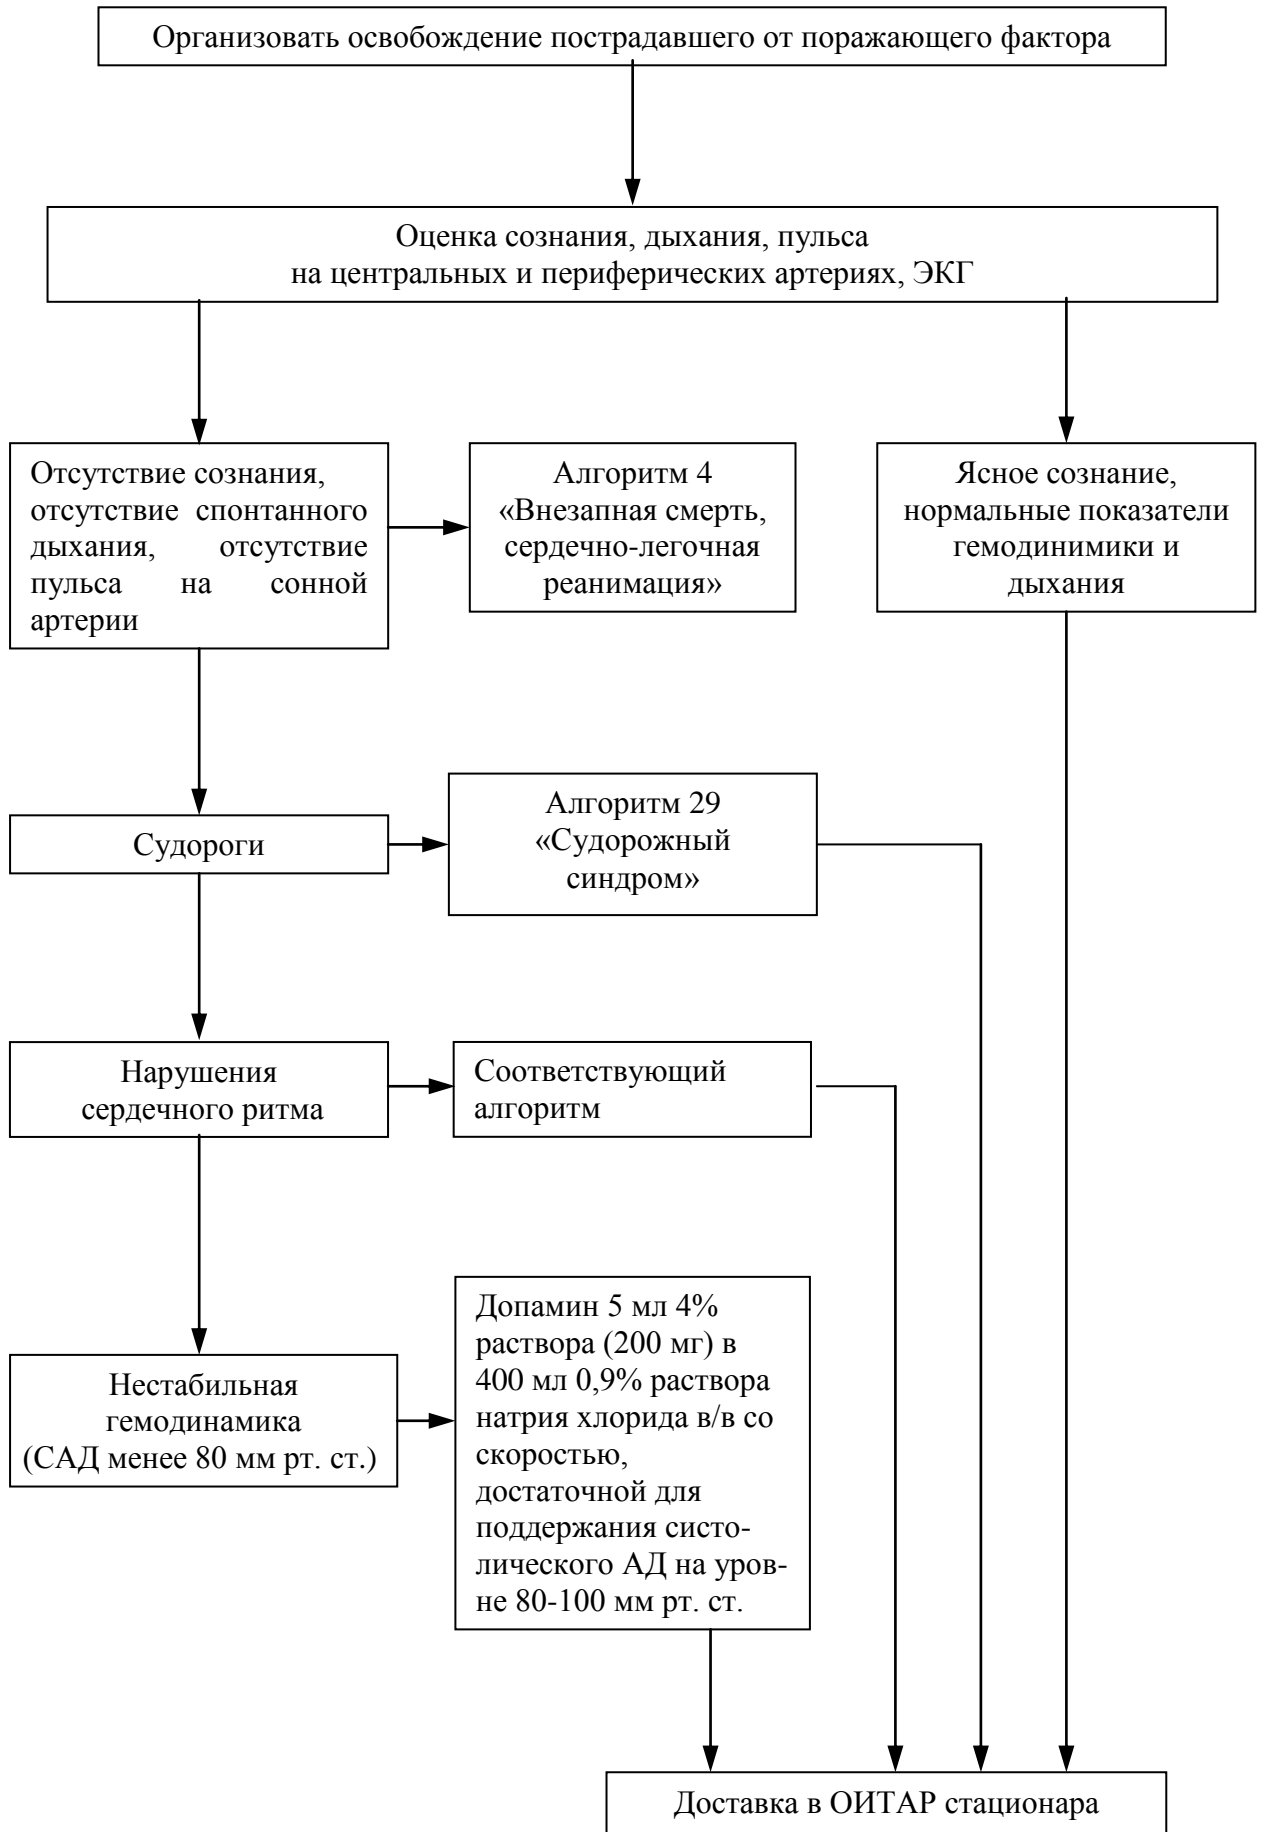 Организовать освобождение пострадавшего от поражающего фактора
Оценка сознания, дыхания, пульса
на центральных и периферических артериях, ЭКГ
Отсутствие сознания,
отсутствие спонтанного
дыхания, отсутствие
пульса на сонной
артерии
Алгоритм 4
«Внезапная смерть,
сердечно-легочная
реанимация»
Ясное сознание,
нормальные показатели
гемодинимики и
дыхания
Судороги
Алгоритм 29
«Судорожный
синдром»
Нарушения
сердечного ритма
Соответствующий
алгоритм
Нестабильная
гемодинамика
(САД менее 80 мм рт. ст.)
Допамин 5 мл 4%
раствора (200 мг) в
400 мл 0,9% раствора
натрия хлорида в/в со
скоростью,
достаточной для
поддержания систо-
лического АД на уров-
не 80-100 мм рт. ст.
Доставка в ОИТАР стационара